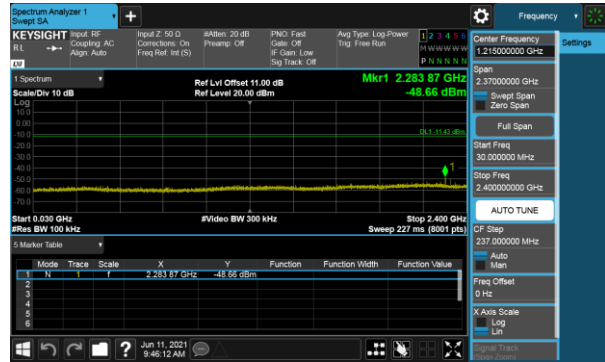 Spectrum Analyzer 1
Swept SA
+
Frequency
KEYSIGHT
Input: RF
Coupling: AC
Align: Auto
RL
Input Z: 50 Ω
Corrections: On
Freq Ref: Int (S)
#Atten: 20 dB
Preamp: Off
PNO: Fast
Gate: Off
IF Gain: Low
Sig Track: Off
Avg Type: Log-Power
Trig: Free Run
1 2 3 4 5 6
M W W W W W
P N N N N N
1 Spectrum
Scale/Div 10 dB
Ref Lvl Offset 11.00 dB
Ref Level 20.00 dBm
Mkr1 2.283 87 GHz
-48.66 dBm
Log
10.0
0.00
-10.0
-20.0
-30.0
-40.0
-50.0
-60.0
-70.0
DL1 -11.43 dBm
1
Start 0.030 GHz
#Res BW 100 kHz
#Video BW 300 kHz
Stop 2.400 GHz
Sweep 227 ms (8001 pts)
5 Marker Table
Mode Trace Scale X Y Function Function Width Function Value
1 N 1 f 2.283 87 GHz -48.66 dBm
2
3
4
5
6
Jun 11, 2021
9:46:12 AM
Center Frequency
1.215000000 GHz
Span
2.37000000 GHz
Swept Span
Zero Span
Full Span
Start Freq
30.000000 MHz
Stop Freq
2.400000000 GHz
AUTO TUNE
CF Step
237.000000 MHz
Auto
Man
Freq Offset
0 Hz
X Axis Scale
Log
Lin
Signal Track
(Span Zoom)
Settings